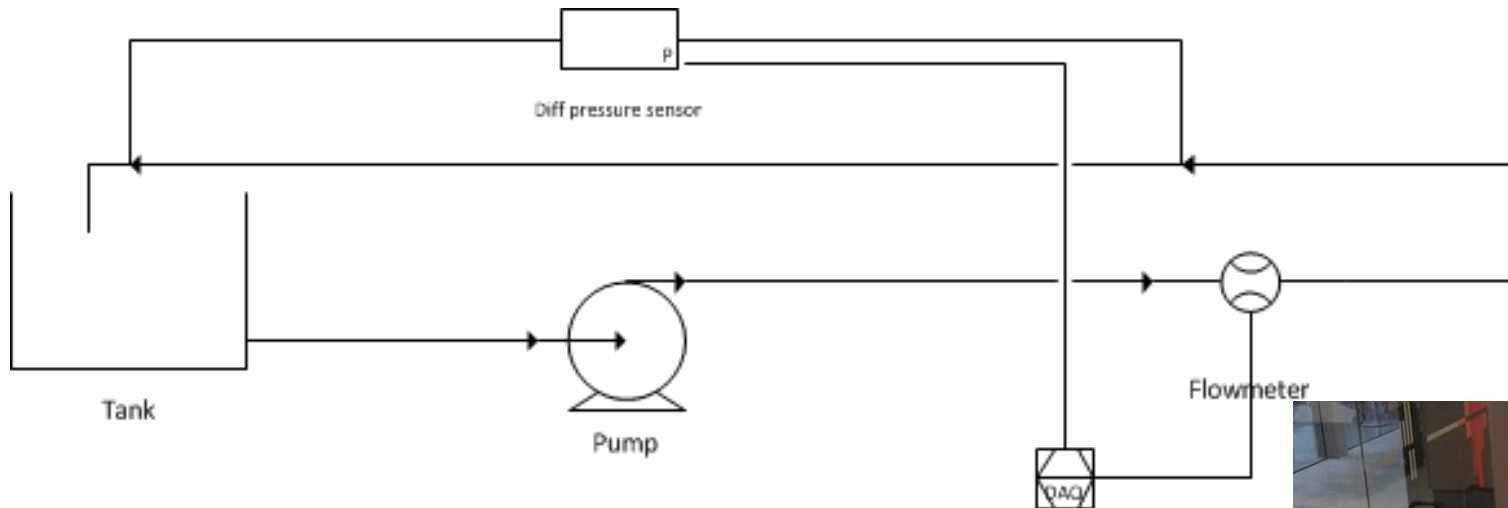 P
Diff pressure sensor
Flowmeter
Tank
Pump
DAQ